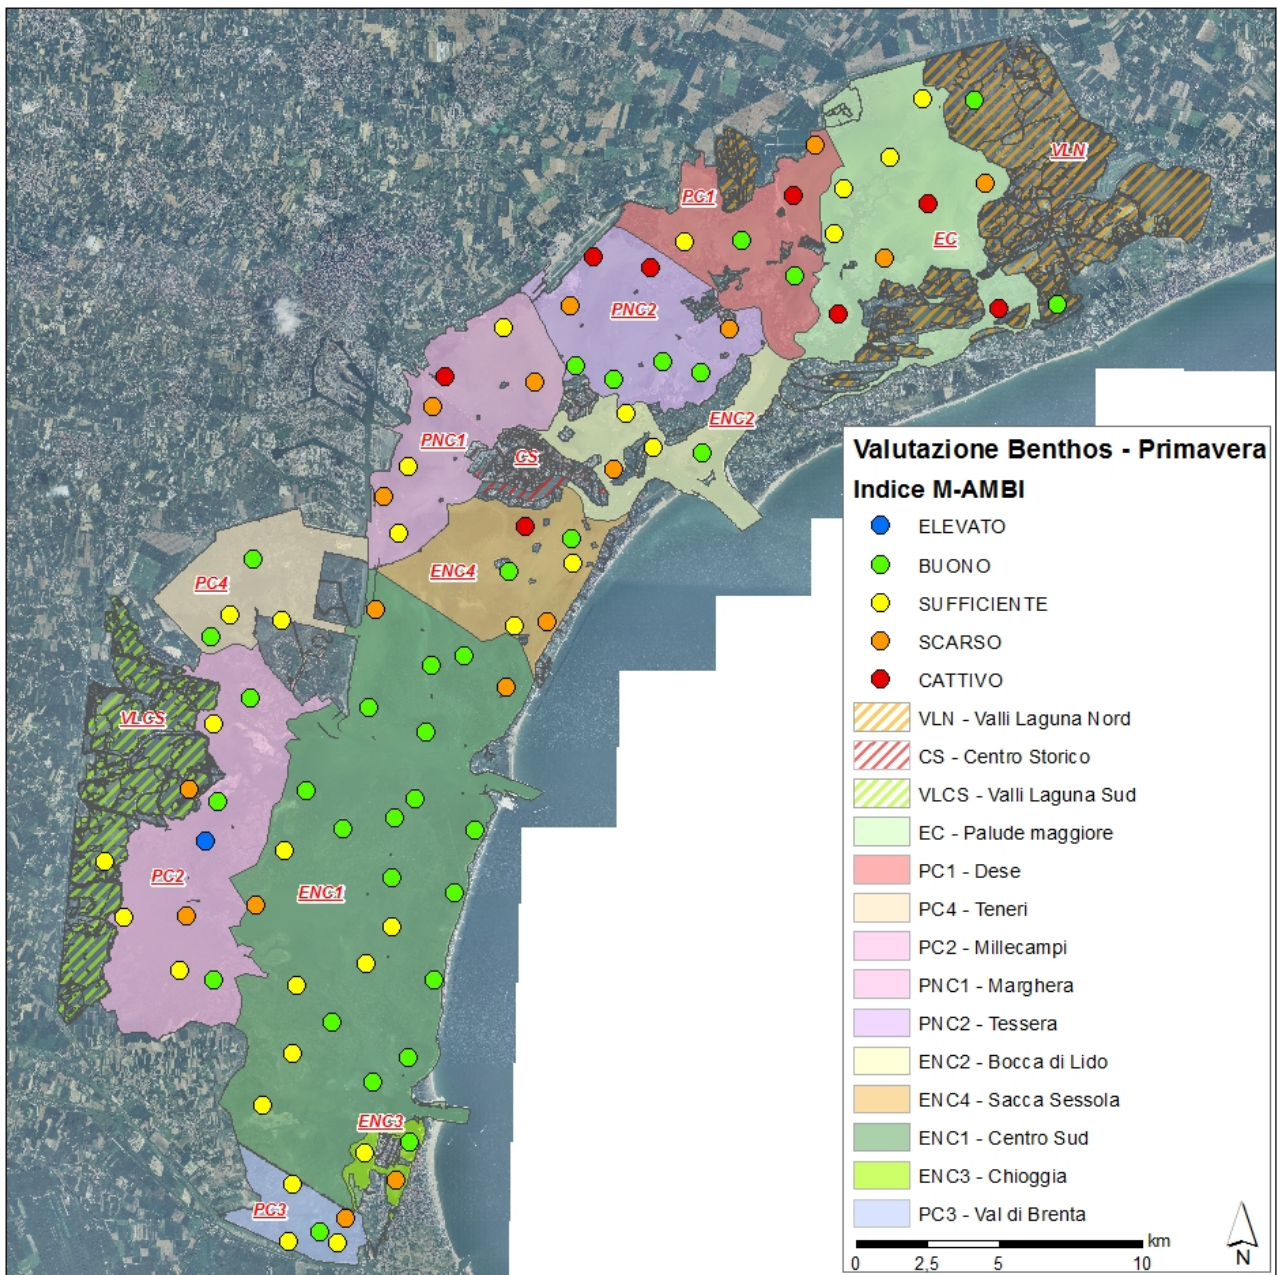 VLN
PC1
EC
PNC2
ENC2
PNC1
CS
ENC4
PC4
VLCS
PC2
ENC1
ENC3
PC3
Valutazione Benthos - Primavera
Indice M-AMBI
ELEVATO
BUONO
SUFFICIENTE
SCARSO
CATTIVO
VLN - Valli Laguna Nord
CS - Centro Storico
VLCS - Valli Laguna Sud
EC - Palude maggiore
PC1 - Dese
PC4 - Teneri
PC2 - Millecampi
PNC1 - Marghera
PNC2 - Tessera
ENC2 - Bocca di Lido
ENC4 - Sacca Sessola
ENC1 - Centro Sud
ENC3 - Chioggia
PC3 - Val di Brenta
km
0 2,5 5 10
N